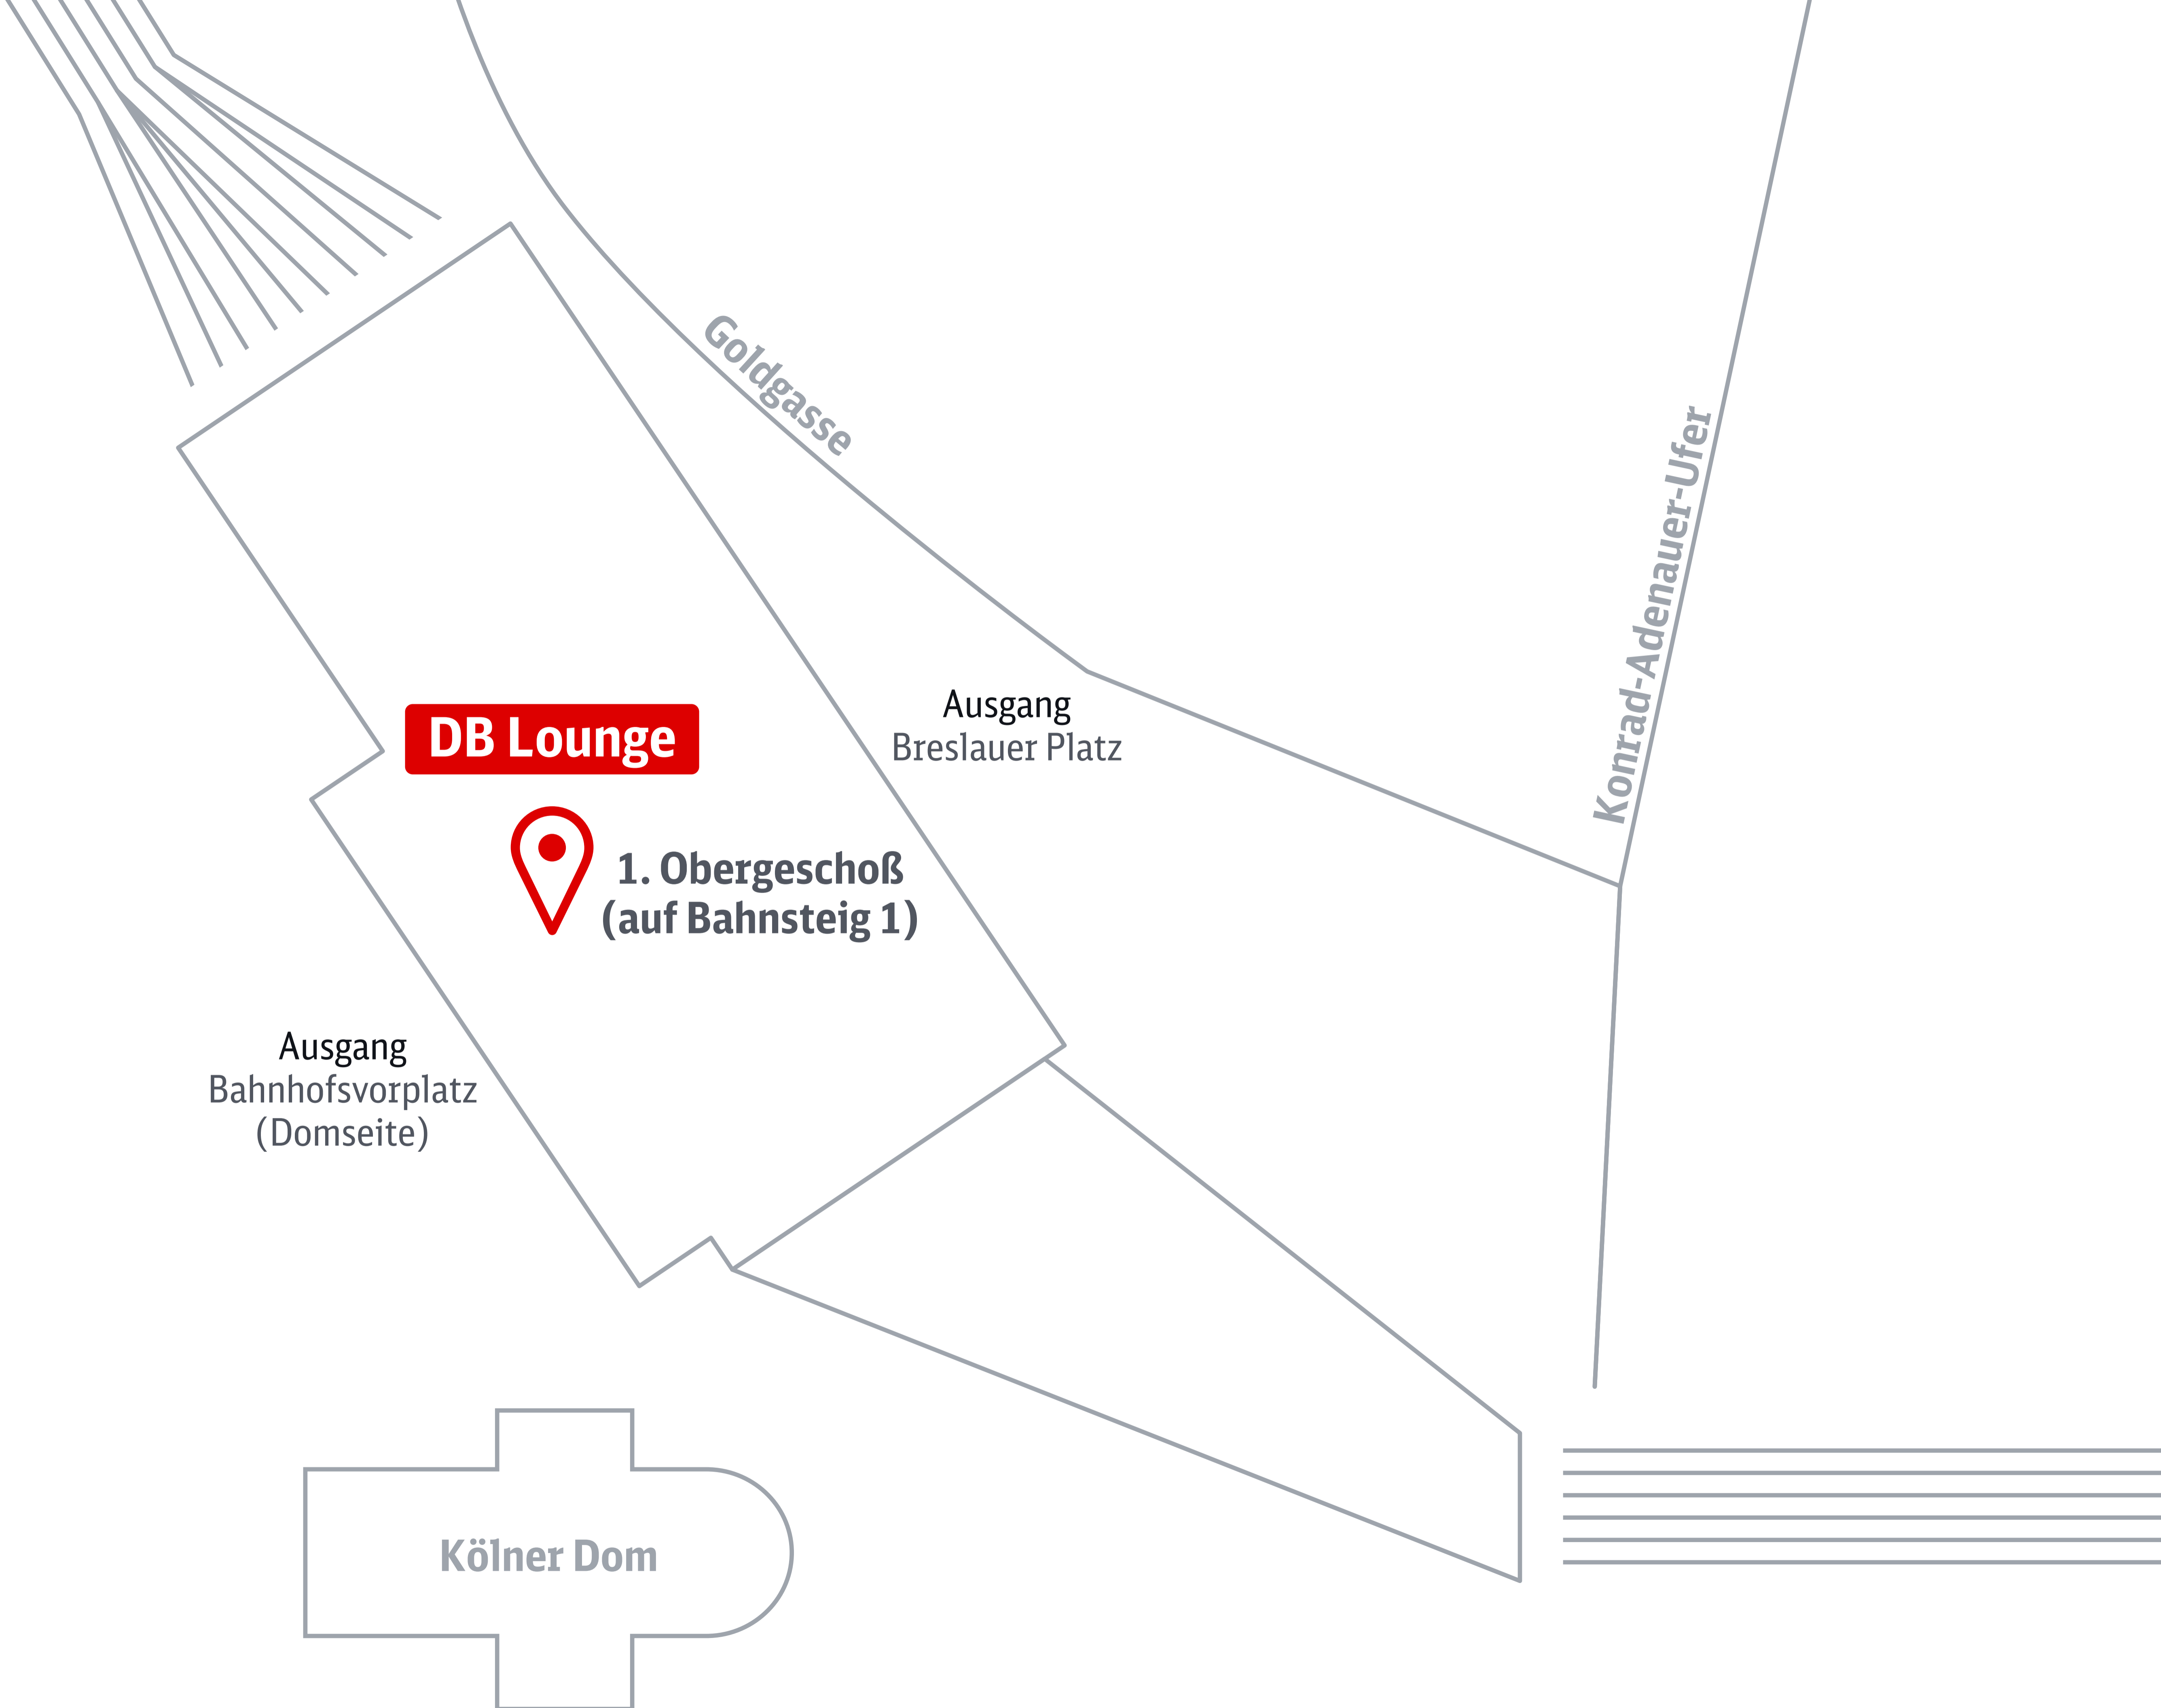 Goldgasse
Konrad-Adenauer-Ufer
DB Lounge
Ausgang
Breslauer Platz
1. Obergeschoß
(auf Bahnsteig 1)
Ausgang
Bahnhofsvorplatz
(Domseite)
Kölner Dom